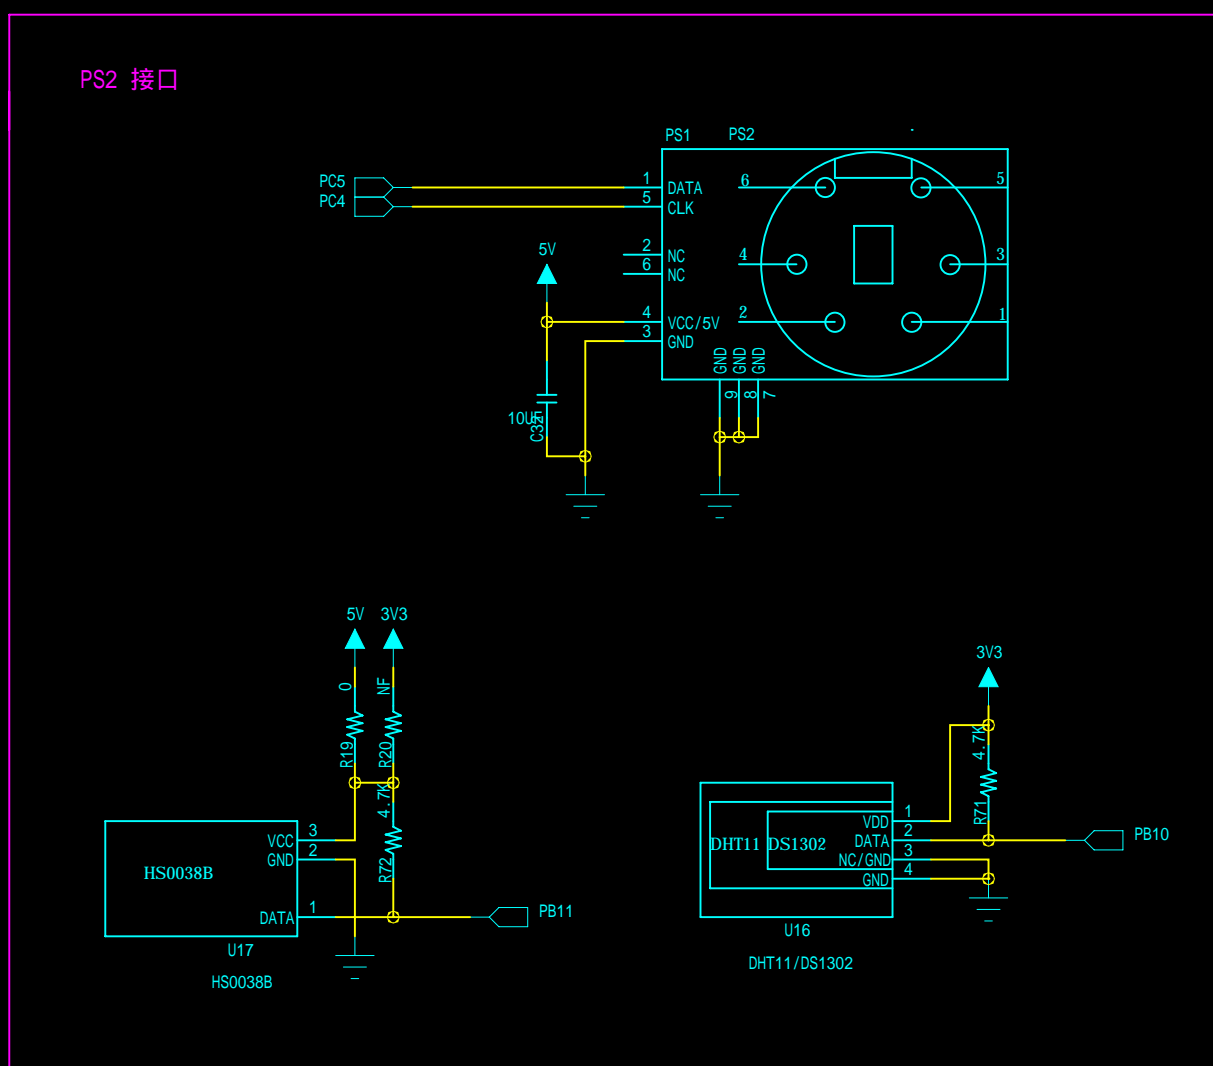 PS2 接口
PS1 PS2
PC5
PC4
1 DATA
5 CLK
2 NC
6 NC
5V
4 VCC/5V
3 GND
6 5
4 3
2 1
GND GND GND
9 8 7
10UF
C32
5V 3V3
0 NF
R19 R20
4.7K
R72
HS0038B
VCC 3
GND 2
DATA 1
PB11
U17
HS0038B
3V3
4.7K
R71
DHT11 DS1302
VDD 1
DATA 2
NC/GND 3
GND 4
PB10
U16
DHT11/DS1302